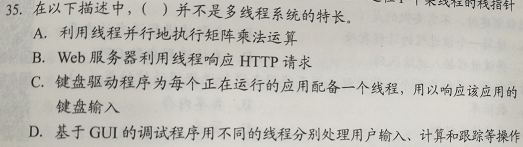 35. 在以下描述中，( ) 并不是多线程系统的特长。
A. 利用线程并行地执行矩阵乘法运算
B. Web 服务器利用线程响应 HTTP 请求
C. 键盘驱动程序为每个正在运行的应用配备一个线程，用以响应该应用的
键盘输入
D. 基于 GUI 的调试程序用不同的线程分别处理用户输入、计算和跟踪等操作